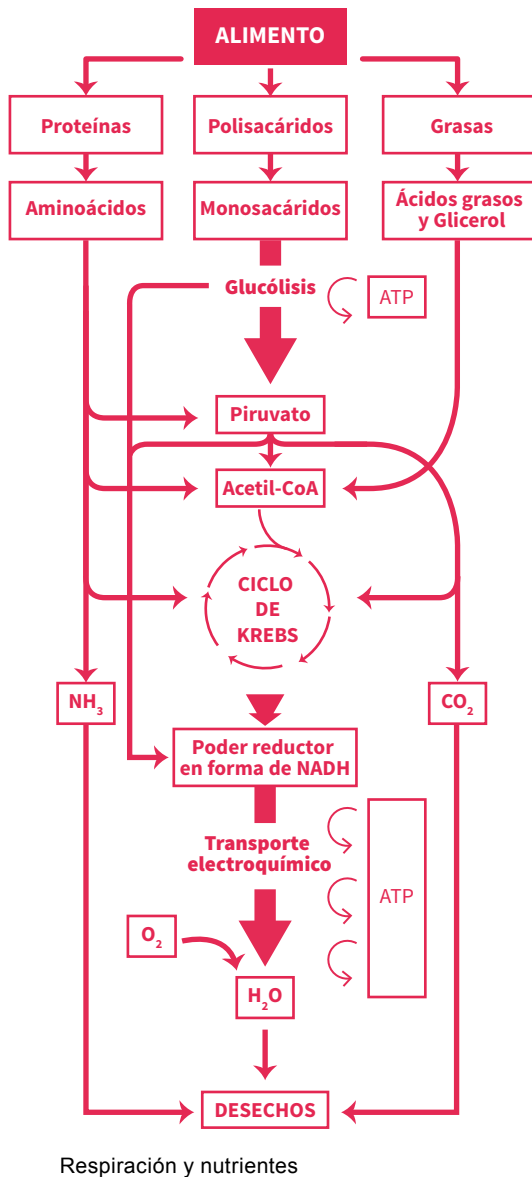 ALIMENTO
Proteínas
Polisacáridos
Grasas
Aminoácidos
Monosacáridos
Ácidos grasos
y Glicerol
Glucólisis
ATP
Piruvato
Acetil-CoA
CICLO
DE
KREBS
NH₃
CO₂
Poder reductor
en forma de NADH
Transporte
electroquímico
ATP
O₂
H₂O
DESECHOS
Respiración y nutrientes